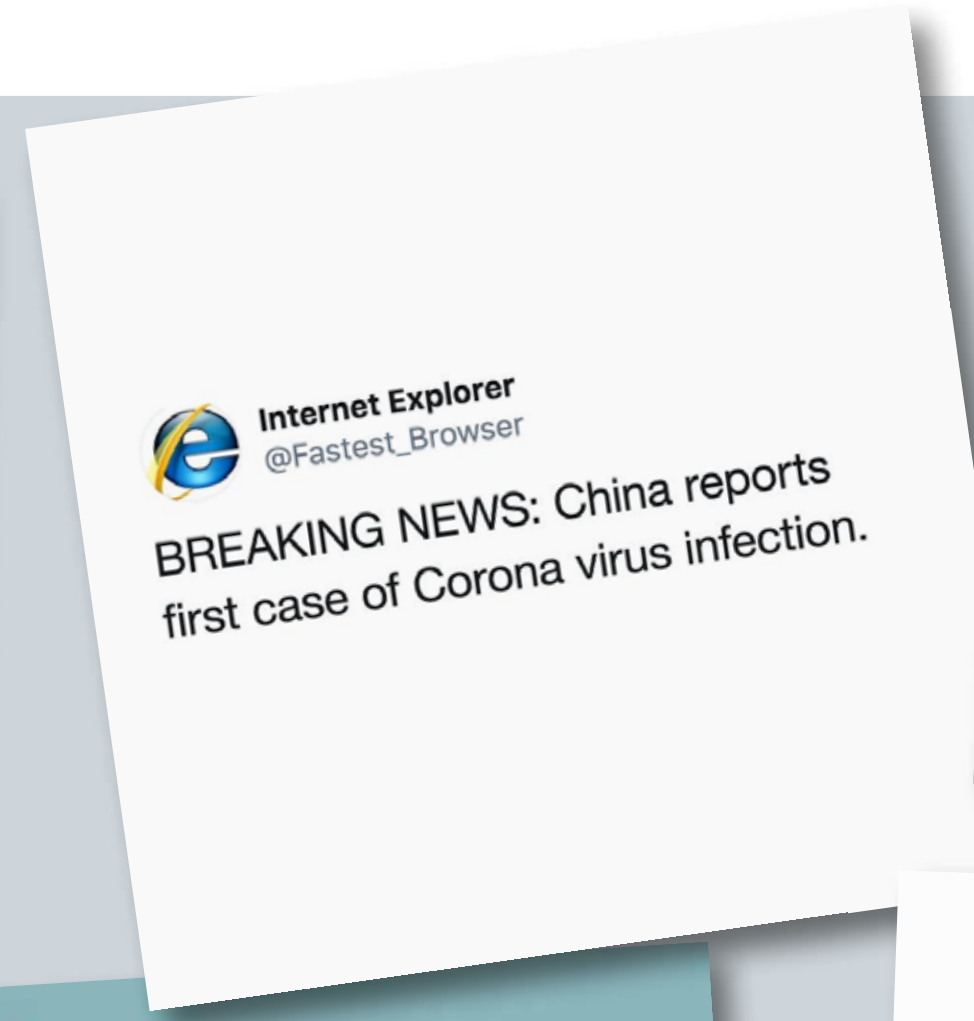 Internet Explorer
@Fastest_Browser
BREAKING NEWS: China reports
first case of Corona virus infection.